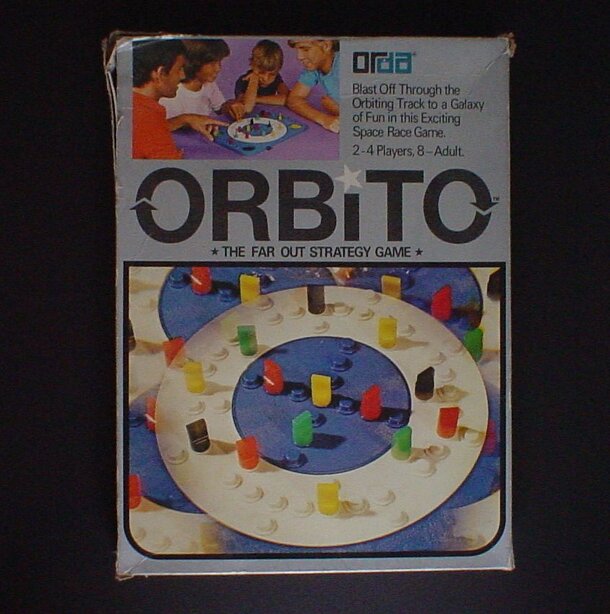 orda
Blast Off Through the
Orbiting Track to a Galaxy
of Fun in this Exciting
Space Race Game.
2-4 Players, 8-Adult.
ORBiTO™
★ THE FAR OUT STRATEGY GAME ★